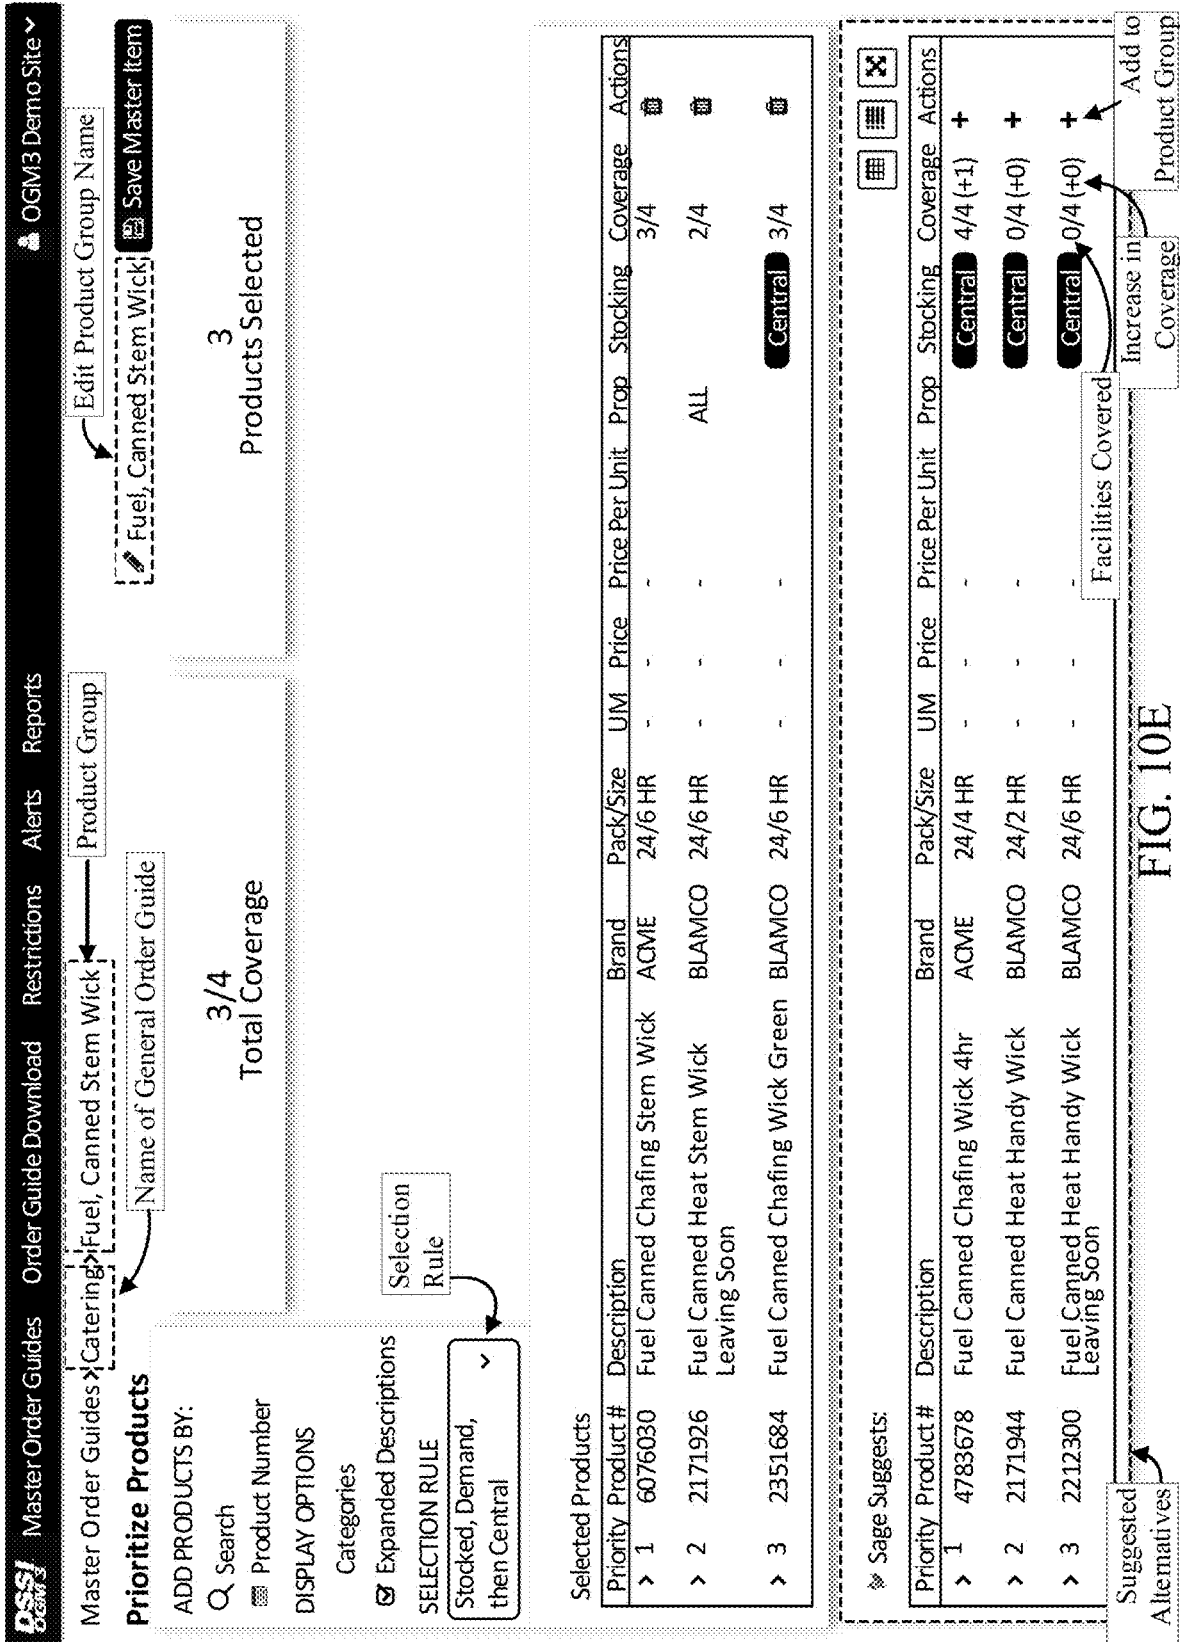 DSSI Master Order Guides Order Guide Download Restrictions Alerts Reports OGM3 Demo Site
OGM 3
Master Order Guides > Catering > Fuel, Canned Stem Wick
Product Group
Edit Product Group Name
Name of General Order Guide
Fuel, Canned Stem Wick Save Master Item
Prioritize Products
ADD PRODUCTS BY:
Search
Product Number
DISPLAY OPTIONS
Categories
Expanded Descriptions
SELECTION RULE
Stocked, Demand,
then Central
Selection
Rule
3/4
Total Coverage
3
Products Selected
Selected Products
Priority Product # Description Brand Pack/Size UM Price Price Per Unit Prop Stocking Coverage Actions
> 1 6076030 Fuel Canned Chafing Stem Wick ACME 24/6 HR - - - 3/4
> 2 2171926 Fuel Canned Heat Stem Wick BLAMCO 24/6 HR - - - ALL 2/4
Leaving Soon
> 3 2351684 Fuel Canned Chafing Wick Green BLAMCO 24/6 HR - - - Central 3/4
Sage Suggests:
Priority Product # Description Brand Pack/Size UM Price Price Per Unit Prop Stocking Coverage Actions
> 1 4783678 Fuel Canned Chafing Wick 4hr ACME 24/4 HR - - - Central 4/4 (+1) +
> 2 2171944 Fuel Canned Heat Handy Wick BLAMCO 24/2 HR - - - Central 0/4 (+0) +
> 3 2212300 Fuel Canned Heat Handy Wick BLAMCO 24/6 HR - - - Central 0/4 (+0) +
Leaving Soon
Suggested
Alternatives
Facilities Covered
Increase in
Coverage
Add to
Product Group
FIG. 10E